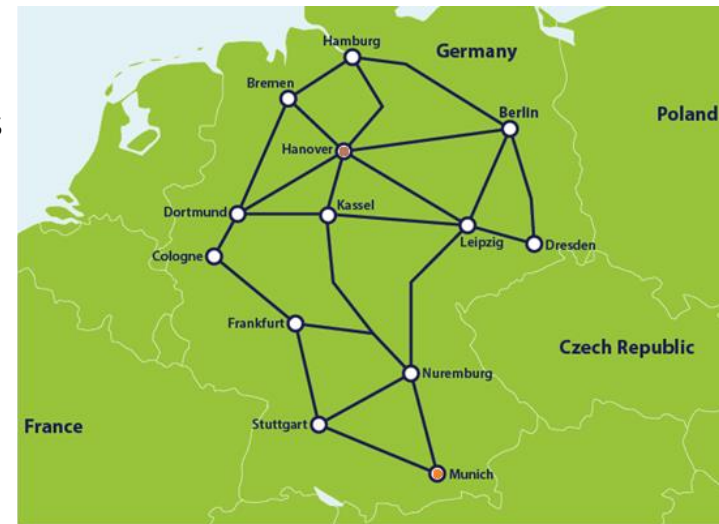 Hamburg
Germany
Bremen
Berlin
Poland
Hanover
Dortmund
Kassel
Leipzig
Dresden
Cologne
Frankfurt
Czech Republic
Nuremburg
Stuttgart
France
Munich